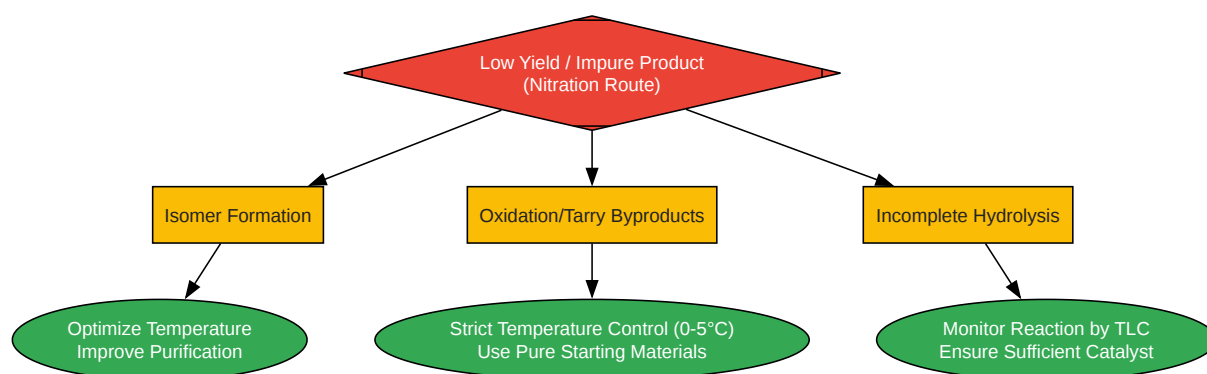 Low Yield / Impure Product
(Nitration Route)
Isomer Formation
Oxidation/Tarry Byproducts
Incomplete Hydrolysis
Optimize Temperature
Improve Purification
Strict Temperature Control (0-5°C)
Use Pure Starting Materials
Monitor Reaction by TLC
Ensure Sufficient Catalyst